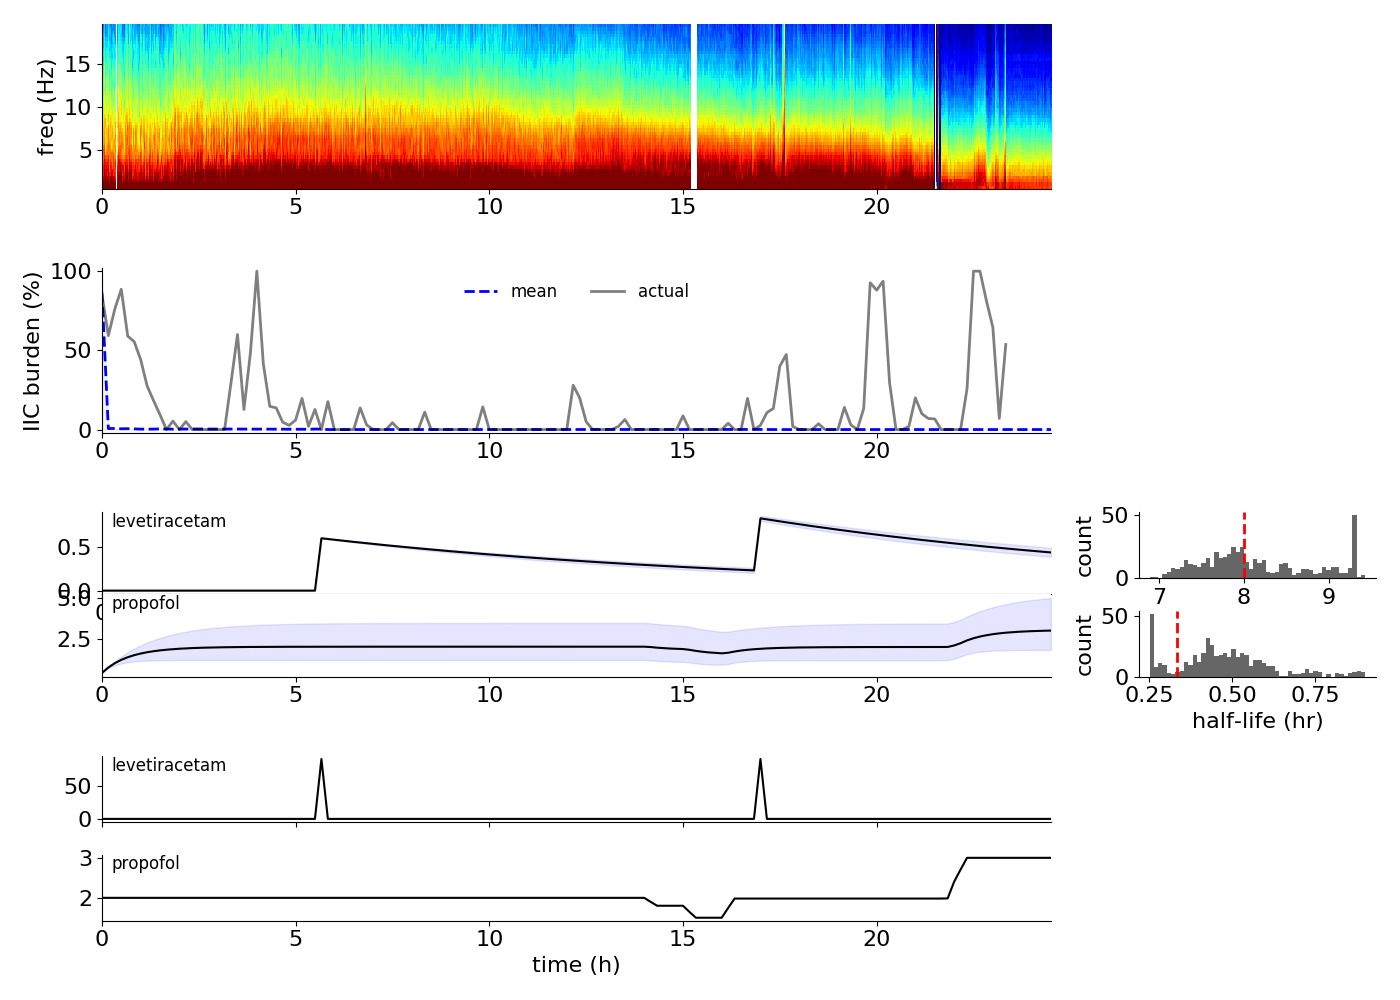 freq (Hz)
15
10
5
0 5 10 15 20
IIC burden (%)
100
50
0
mean actual
0 5 10 15 20
levetiracetam
0.5
0.0
0
propofol
5.0
2.5
0 5 10 15 20
count
50
0
7 8 9
count
50
0
0.25 0.50 0.75
half-life (hr)
levetiracetam
50
0
propofol
3
2
0 5 10 15 20
time (h)